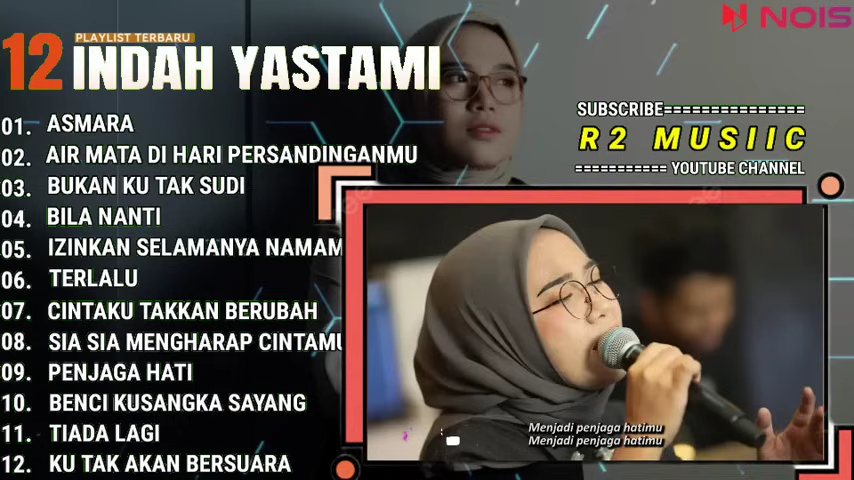 12
PLAYLIST TERBARU
INDAH YASTAMI
01. ASMARA
02. AIR MATA DI HARI PERSANDINGANMU
03. BUKAN KU TAK SUDI
04. BILA NANTI
05. IZINKAN SELAMANYA NAMAM
06. TERLALU
07. CINTAKU TAKKAN BERUBAH
08. SIA SIA MENGHARAP CINTAMU
09. PENJAGA HATI
10. BENCI KUSANGKA SAYANG
11. TIADA LAGI
12. KU TAK AKAN BERSUARA
NOIS
SUBSCRIBE===============
R2 MUSIIC
=========== YOUTUBE CHANNEL
Menjadi penjaga hatimu
Menjadi penjaga hatimu